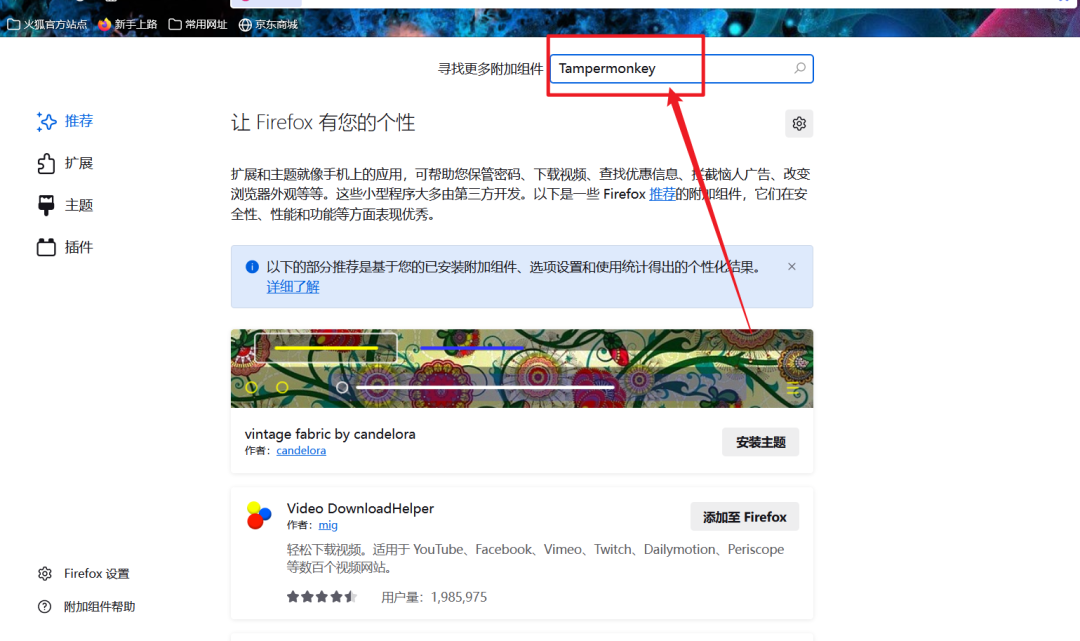 火狐官方站点 新手上路 常用网址 京东商城
寻找更多附加组件 Tampermonkey
推荐
扩展
主题
插件
让 Firefox 有您的个性
扩展和主题就像手机上的应用，可帮助您保管密码、下载视频、查找优惠信息、拦截恼人广告、改变
浏览器外观等等。这些小型程序大多由第三方开发。以下是一些 Firefox 推荐的附加组件，它们在安
全性、性能和功能等方面表现优秀。
以下的部分推荐是基于您的已安装附加组件、选项设置和使用统计得出的个性化结果。
详细了解
vintage fabric by candelora
作者： candelora
安装主题
Video DownloadHelper
作者： mig
添加至 Firefox
轻松下载视频。适用于 YouTube、Facebook、Vimeo、Twitch、Dailymotion、Periscope
等数百个视频网站。
用户量： 1,985,975
Firefox 设置
附加组件帮助